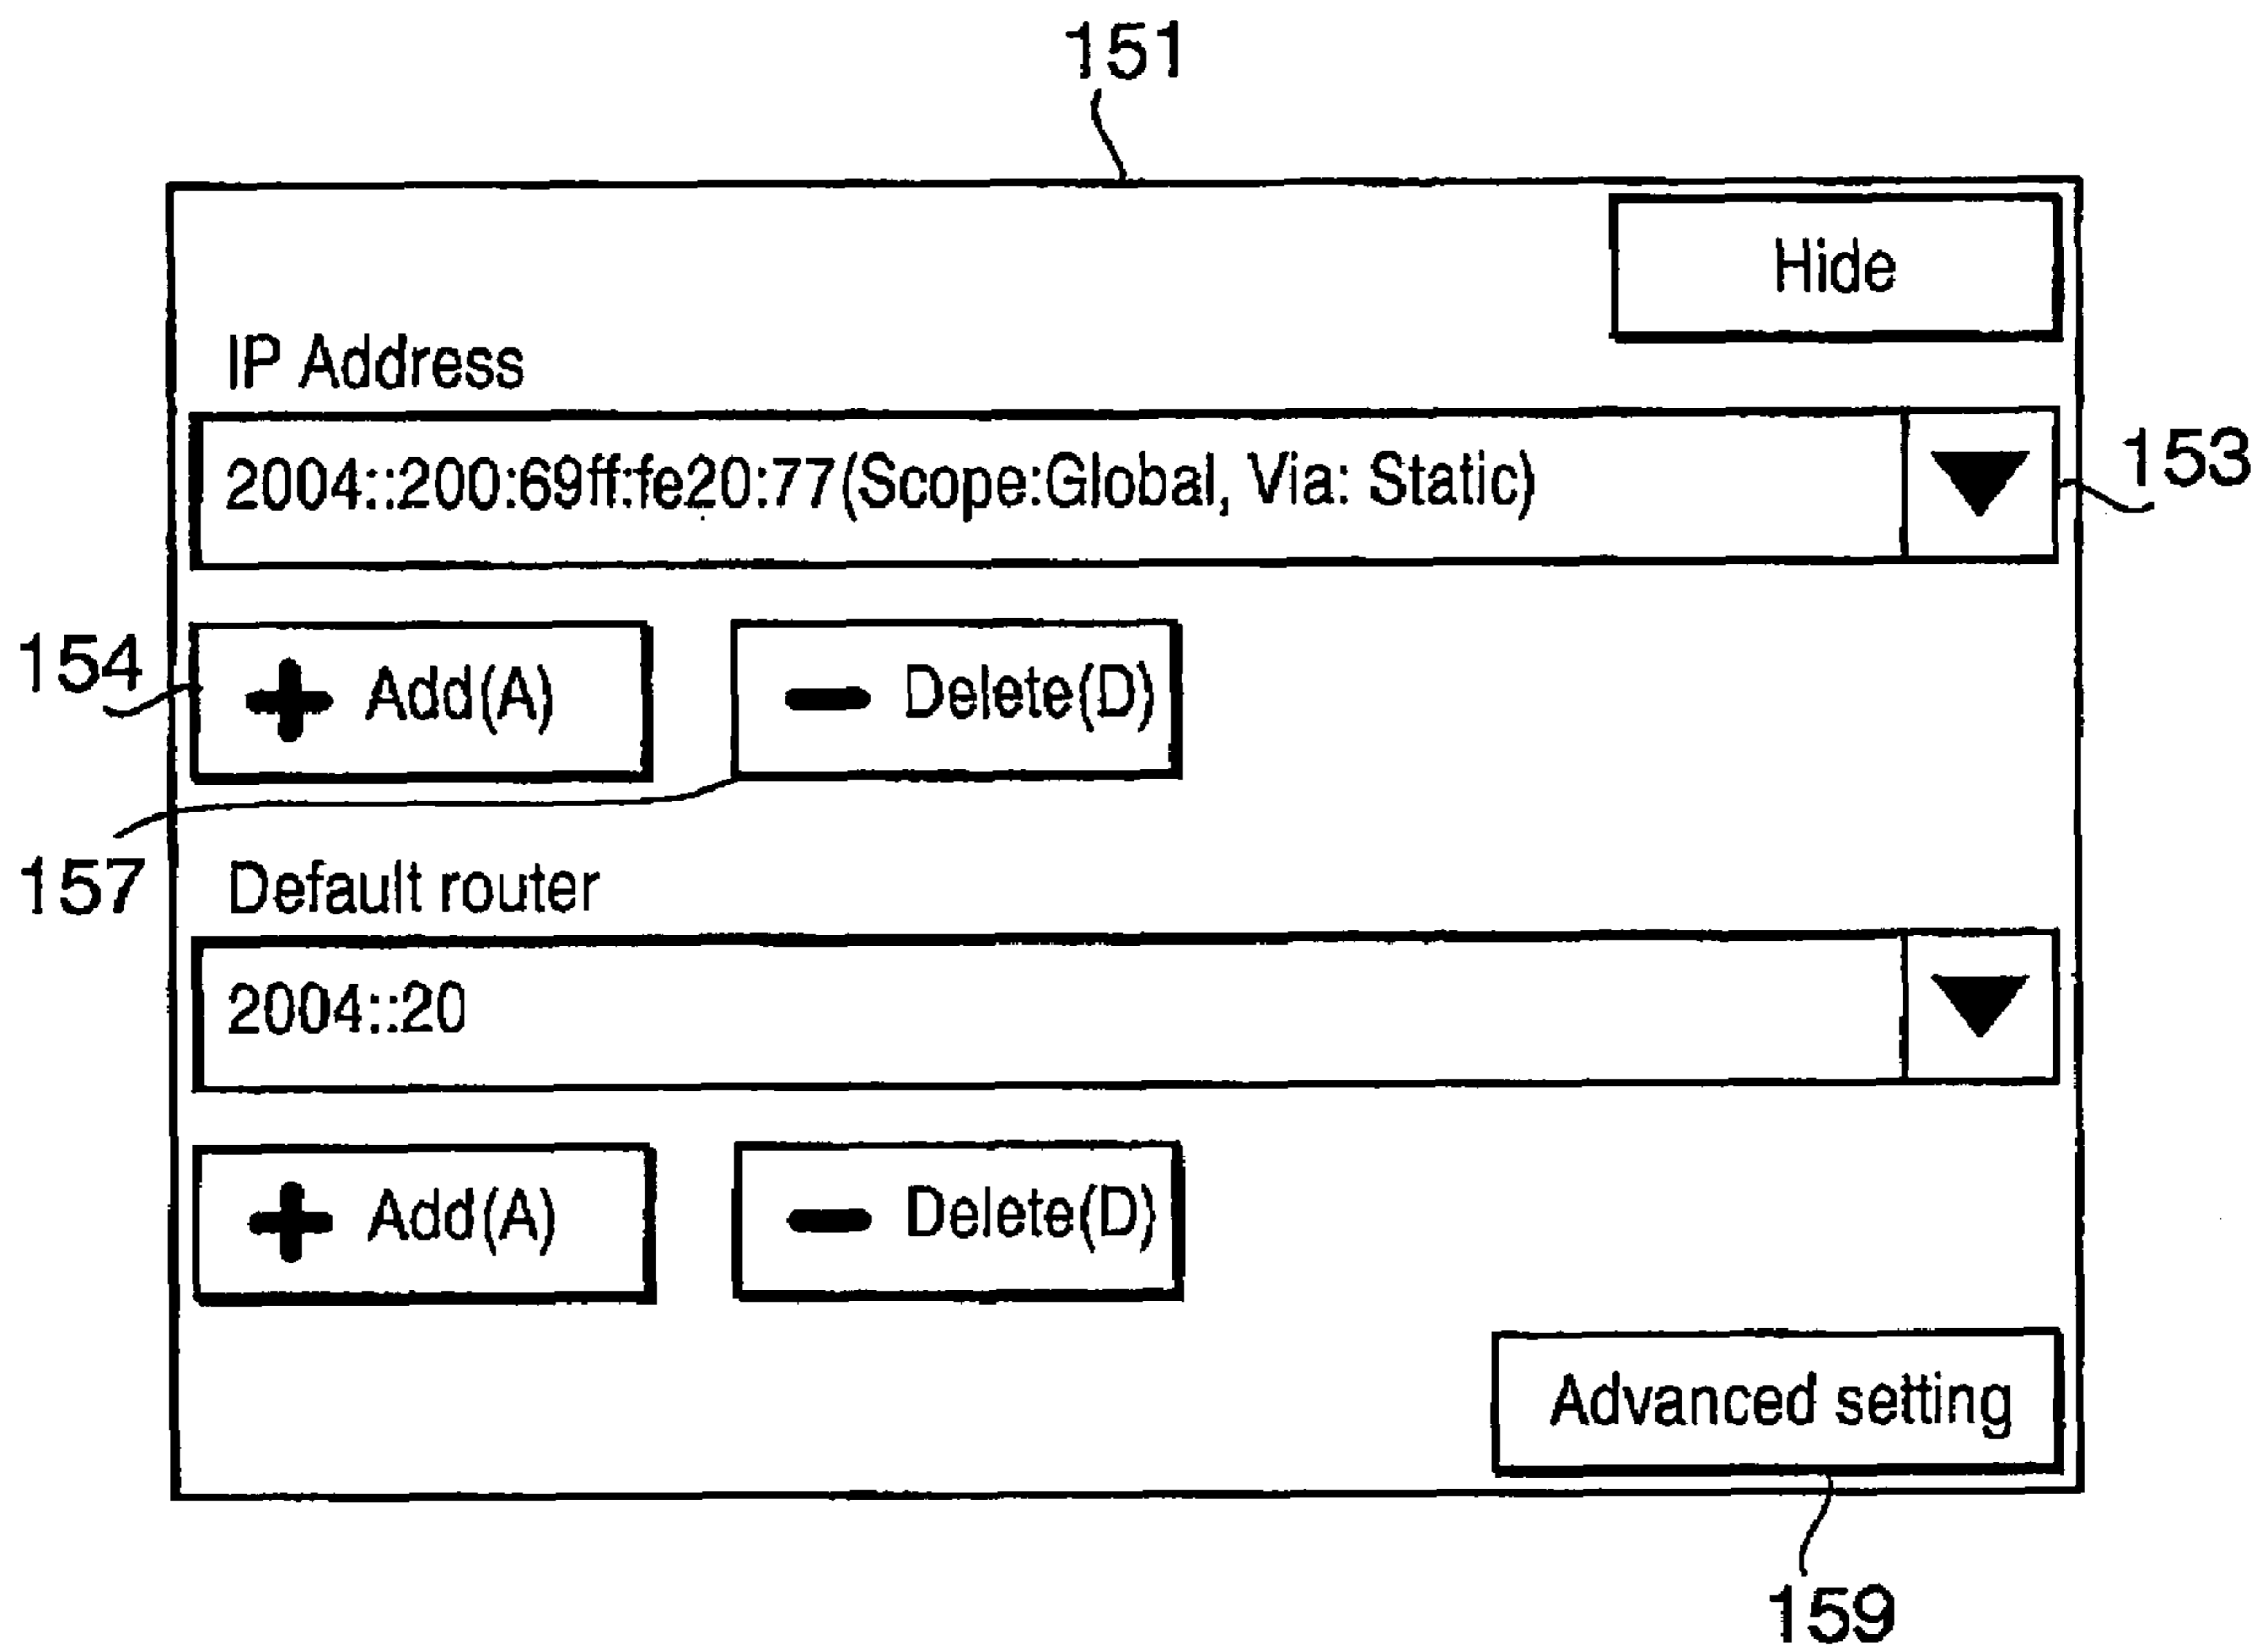 151
Hide
IP Address
2004::200:69ff:fe20:77(Scope:Global, Via: Static)
153
154
Add(A)
Delete(D)
157
Default router
2004::20
Add(A)
Delete(D)
Advanced setting
159